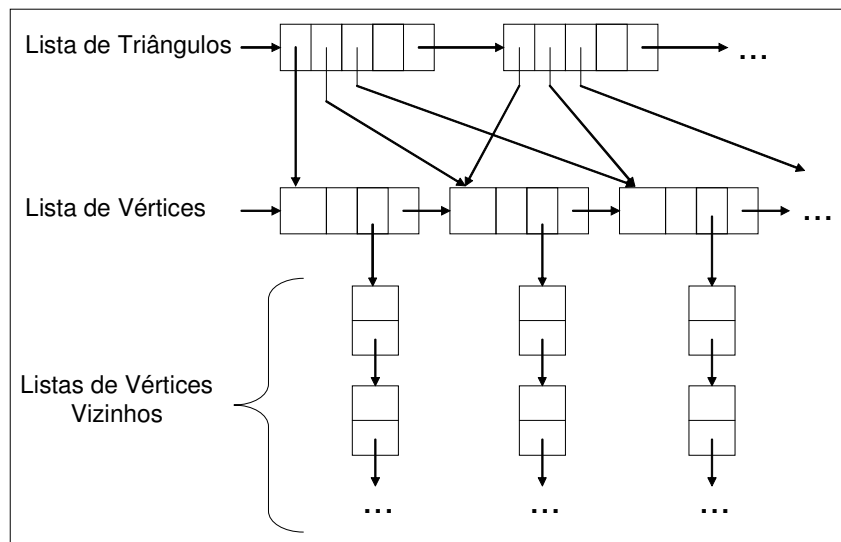 Lista de Triângulos
...
Lista de Vértices
...
Listas de Vértices
Vizinhos
... ... ...